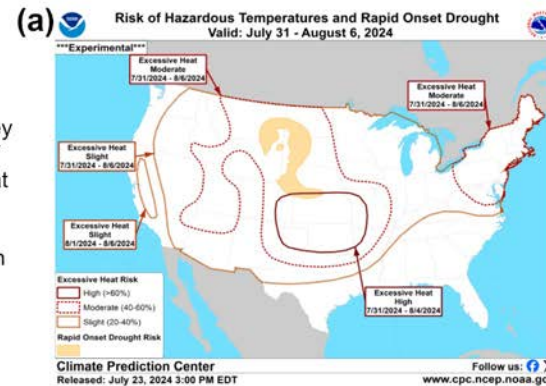 (a)
Risk of Hazardous Temperatures and Rapid Onset Drought
Valid: July 31 - August 6, 2024
***Experimental***
Excessive Heat
Moderate
7/31/2024 - 8/6/2024
Excessive Heat
Moderate
7/31/2024 - 8/6/2024
Excessive Heat
Slight
7/31/2024 - 8/6/2024
Excessive Heat
Slight
8/1/2024 - 8/6/2024
Excessive Heat
High
7/31/2024 - 8/4/2024
Excessive Heat Risk
High (>60%)
Moderate (40-60%)
Slight (20-40%)
Rapid Onset Drought Risk
Climate Prediction Center
Released: July 23, 2024 3:00 PM EDT
Follow us:
www.cpc.ncep.noaa.go